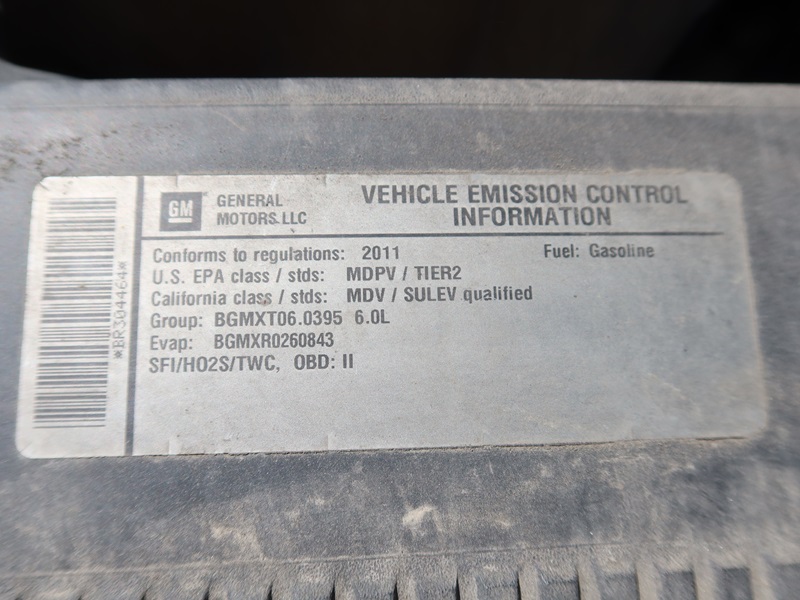 *BR304464*
GM
GENERAL
MOTORS, LLC
VEHICLE EMISSION CONTROL
INFORMATION
Conforms to regulations: 2011 Fuel: Gasoline
U.S. EPA class / stds: MDPV / TIER2
California class / stds: MDV / SULEV qualified
Group: BGMXT06.0395 6.0L
Evap: BGMXR0260843
SFI/HO2S/TWC, OBD: II